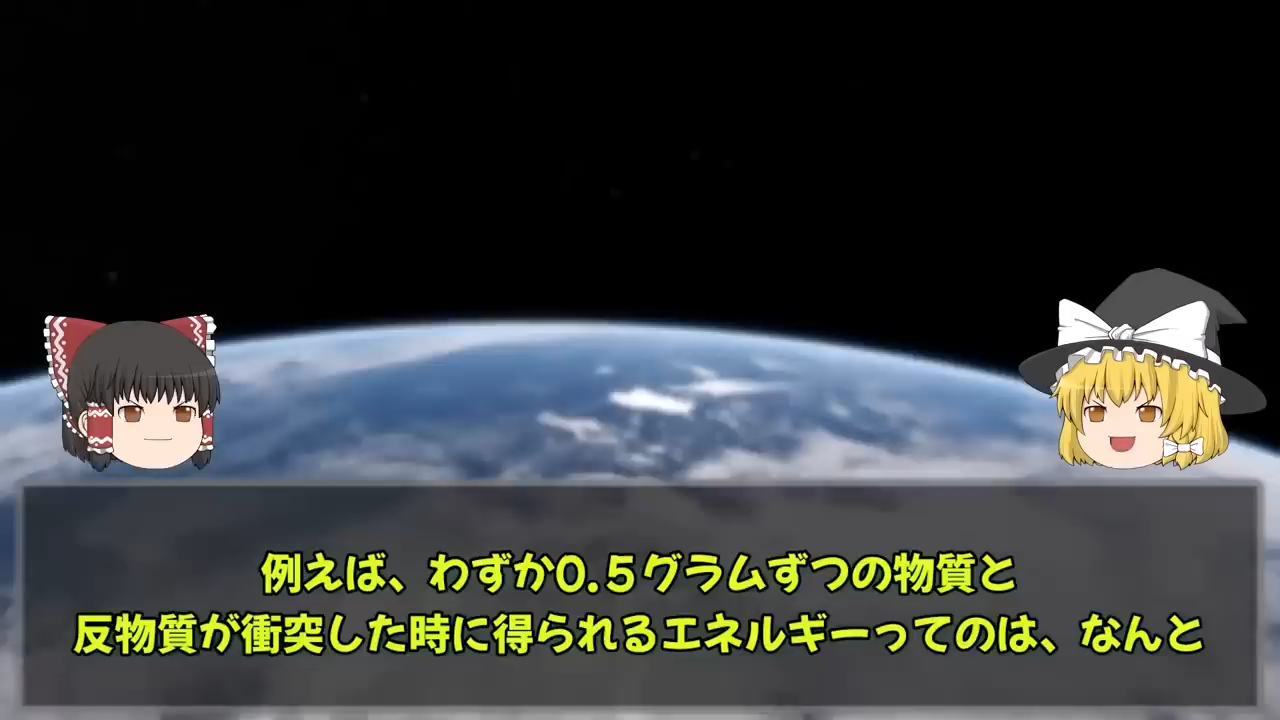 例えば、わずか0.5グラムずつの物質と
反物質が衝突した時に得られるエネルギーってのは、なんと